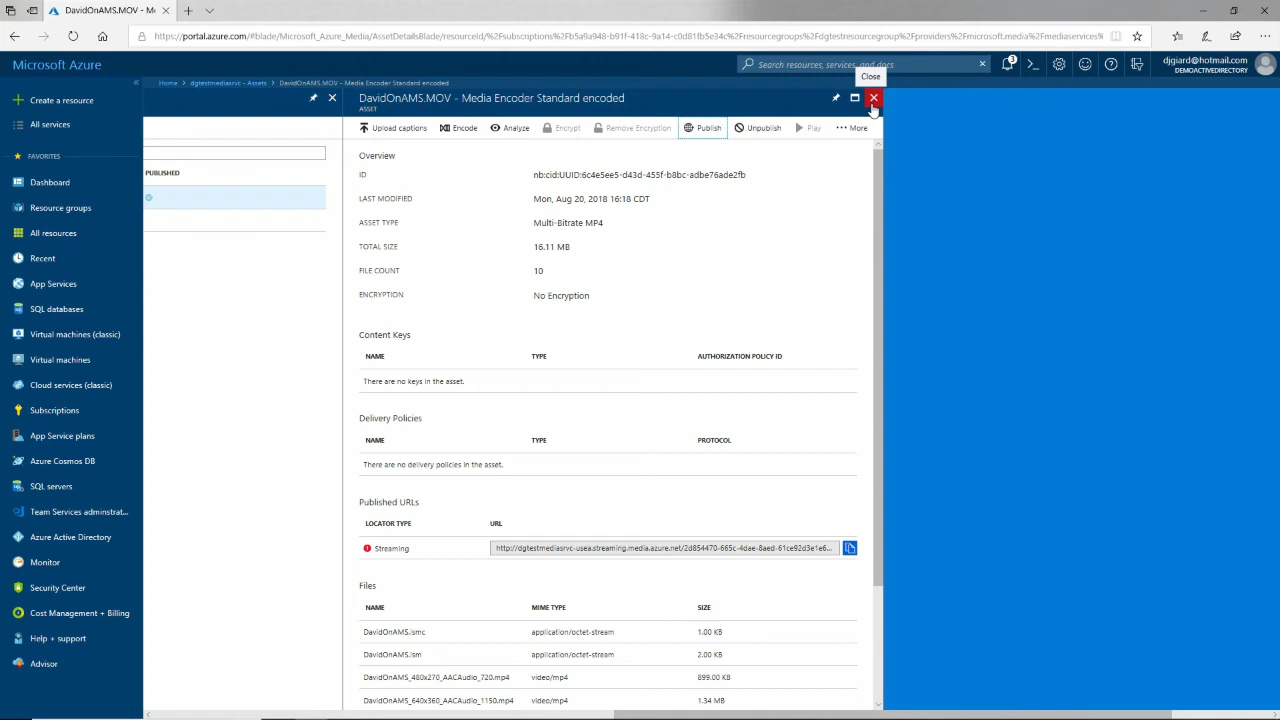 DavidOnAMS.MOV - M
https://portal.azure.com/#blade/Microsoft_Azure_Media/AssetDetailsBlade/resourceId/%2Fsubscriptions%2Fb5a9a948-b91f-418c-9a14-c0d81fb5e34c%2Fresourcegroups%2Fdgtestresourcegroup%2Fproviders%2Fmicrosoft.media%2Fmediaservices%
Microsoft Azure
Search resources, services, and docs
3
djgiard@hotmail.com
DEMOACTIVEDIRECTORY
Close
Home > dgtestmediasrvc - Assets > DavidOnAMS.MOV - Media Encoder Standard encoded
Create a resource
All services
FAVORITES
Dashboard
Resource groups
All resources
Recent
App Services
SQL databases
Virtual machines (classic)
Virtual machines
Cloud services (classic)
Subscriptions
App Service plans
Azure Cosmos DB
SQL servers
Team Services adminstrat...
Azure Active Directory
Monitor
Security Center
Cost Management + Billing
Help + support
Advisor
PUBLISHED
DavidOnAMS.MOV - Media Encoder Standard encoded
ASSET
Upload captions Encode Analyze Encrypt Remove Encryption Publish Unpublish Play More
Overview
ID nb:cid:UUID:6c4e5ee5-d43d-455f-b8bc-adbe76ade2fb
LAST MODIFIED Mon, Aug 20, 2018 16:18 CDT
ASSET TYPE Multi-Bitrate MP4
TOTAL SIZE 16.11 MB
FILE COUNT 10
ENCRYPTION No Encryption
Content Keys
NAME TYPE AUTHORIZATION POLICY ID
There are no keys in the asset.
Delivery Policies
NAME TYPE PROTOCOL
There are no delivery policies in the asset.
Published URLs
LOCATOR TYPE URL
Streaming http://dgtestmediasrvc-usea.streaming.media.azure.net/2d854470-665c-4dae-8aed-61ce92d3e1e6...
Files
NAME MIME TYPE SIZE
DavidOnAMS.ismc application/octet-stream 1.00 KB
DavidOnAMS.ism application/octet-stream 2.00 KB
DavidOnAMS_480x270_AACAudio_720.mp4 video/mp4 899.00 KB
DavidOnAMS_640x360_AACAudio_1150.mp4 video/mp4 1.34 MB